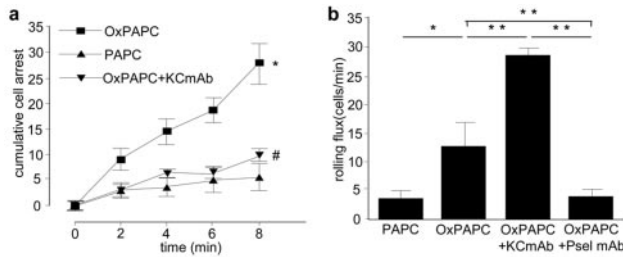 a
OxPAPC
PAPC
OxPAPC+KCmAb
cumulative cell arrest
35
30
25
20
15
10
5
0
*
#
0 2 4 6 8
time (min)
b
rolling flux(cells/min)
35
30
25
20
15
10
5
0
* *
* * * * *
PAPC OxPAPC OxPAPC OxPAPC
+KCmAb +Psel mAb